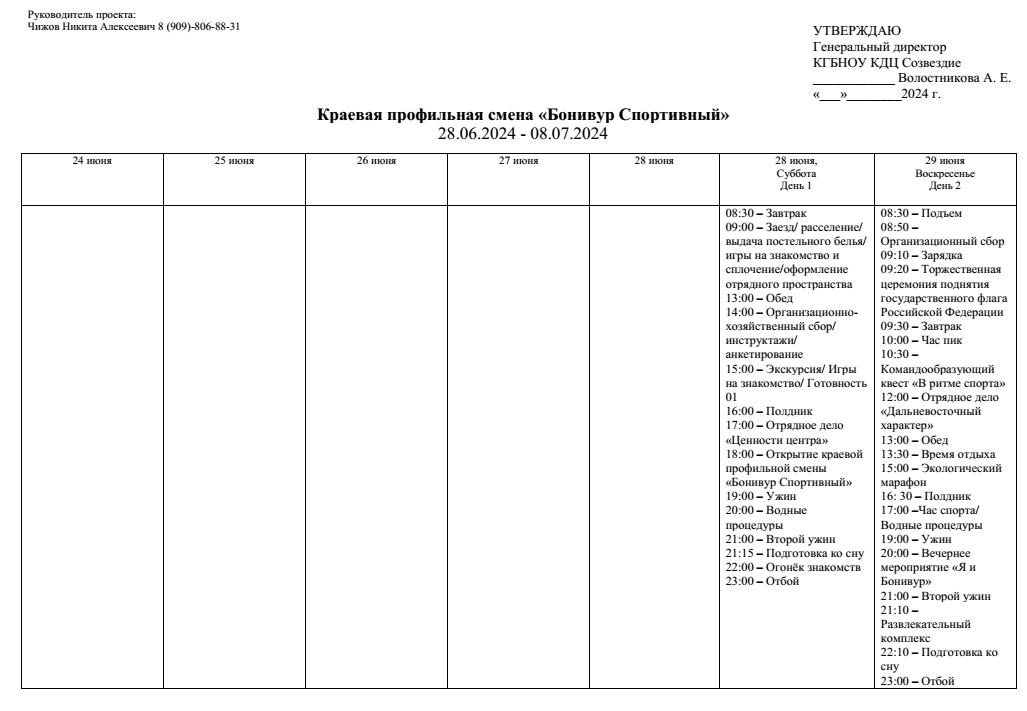 Руководитель проекта:
Чижов Никита Алексеевич 8 (909)-806-88-31
УТВЕРЖДАЮ
Генеральный директор
КГБНОУ КДЦ Созвездие
_____________ Волостникова А. Е.
«___»________2024 г.
Краевая профильная смена «Бонивур Спортивный»
28.06.2024 - 08.07.2024
24 июня
25 июня
26 июня
27 июня
28 июня
28 июня,
Суббота
День 1
29 июня
Воскресенье
День 2
08:30 – Завтрак
09:00 – Заезд/ расселение/
выдача постельного белья/
игры на знакомство и
сплочение/оформление
отрядного пространства
13:00 – Обед
14:00 – Организационно-
хозяйственный сбор/
инструктажи/
анкетирование
15:00 – Экскурсия/ Игры
на знакомство/ Готовность
01
16:00 – Полдник
17:00 – Отрядное дело
«Ценности центра»
18:00 – Открытие краевой
профильной смены
«Бонивур Спортивный»
19:00 – Ужин
20:00 – Водные
процедуры
21:00 – Второй ужин
21:15 – Подготовка ко сну
22:00 – Огонёк знакомств
23:00 – Отбой
08:30 – Подъем
08:50 –
Организационный сбор
09:10 – Зарядка
09:20 – Торжественная
церемония поднятия
государственного флага
Российской Федерации
09:30 – Завтрак
10:00 – Час пик
10:30 –
Командообразующий
квест «В ритме спорта»
12:00 – Отрядное дело
«Дальневосточный
характер»
13:00 – Обед
13:30 – Время отдыха
15:00 – Экологический
марафон
16: 30 – Полдник
17:00 –Час спорта/
Водные процедуры
19:00 – Ужин
20:00 – Вечернее
мероприятие «Я и
Бонивур»
21:00 – Второй ужин
21:10 –
Развлекательный
комплекс
22:10 – Подготовка ко
сну
23:00 – Отбой